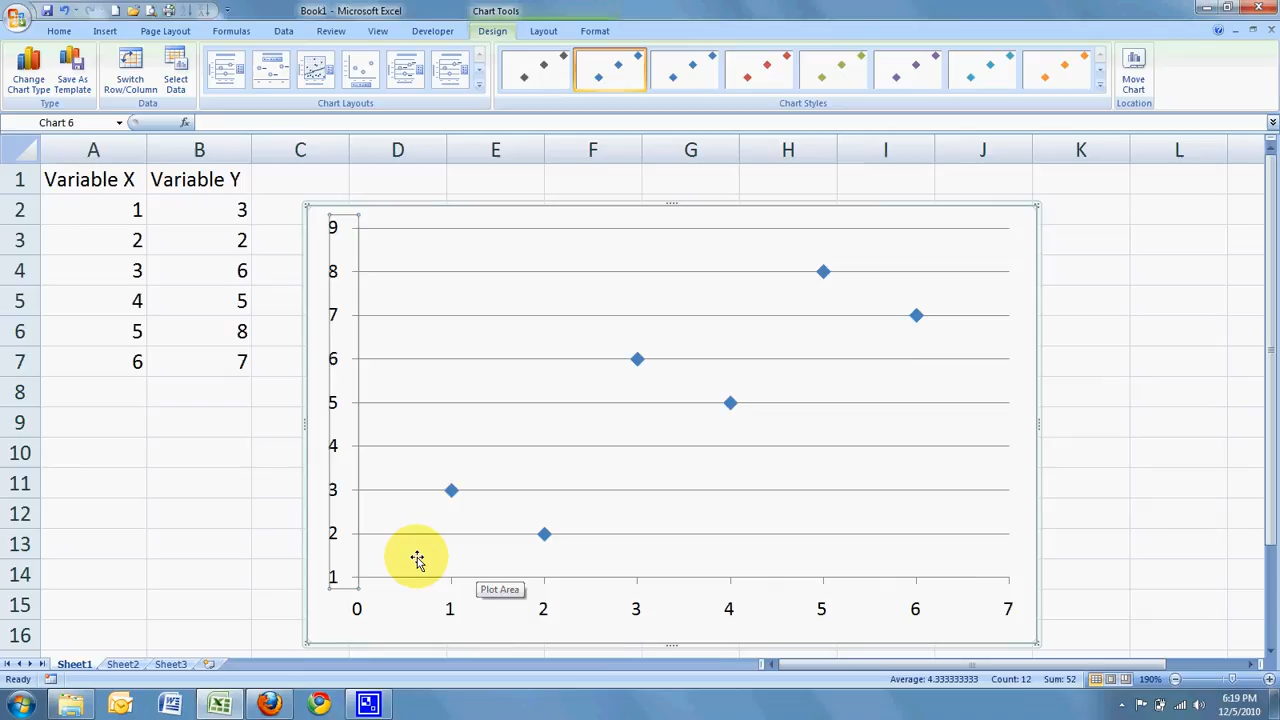 Book1 - Microsoft Excel
Chart Tools
Home Insert Page Layout Formulas Data Review View Developer Design Layout Format
Change Chart Type
Save As Template
Switch Row/Column
Select Data
Move Chart
Type Data Chart Layouts Chart Styles Location
Chart 6 fx
A B C D E F G H I J K L
1 Variable X Variable Y
2 1 3
3 2 2
4 3 6
5 4 5
6 5 8
7 6 7
8
9
10
11
12
13
14
15
16
9
8
7
6
5
4
3
2
1
Plot Area
0 1 2 3 4 5 6 7
Sheet1 Sheet2 Sheet3
Ready Average: 4.333333333 Count: 12 Sum: 52 190%
6:19 PM
12/5/2010